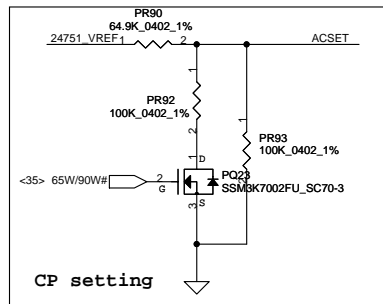 PR90
64.9K_0402_1%
24751_VREF 1 2 ACSET
1
PR92
100K_0402_1%
2
2
PR93
100K_0402_1%
1
1
D
PQ23
SSM3K7002FU_SC70-3
<35> 65W/90W# 2
G
S
3
CP setting